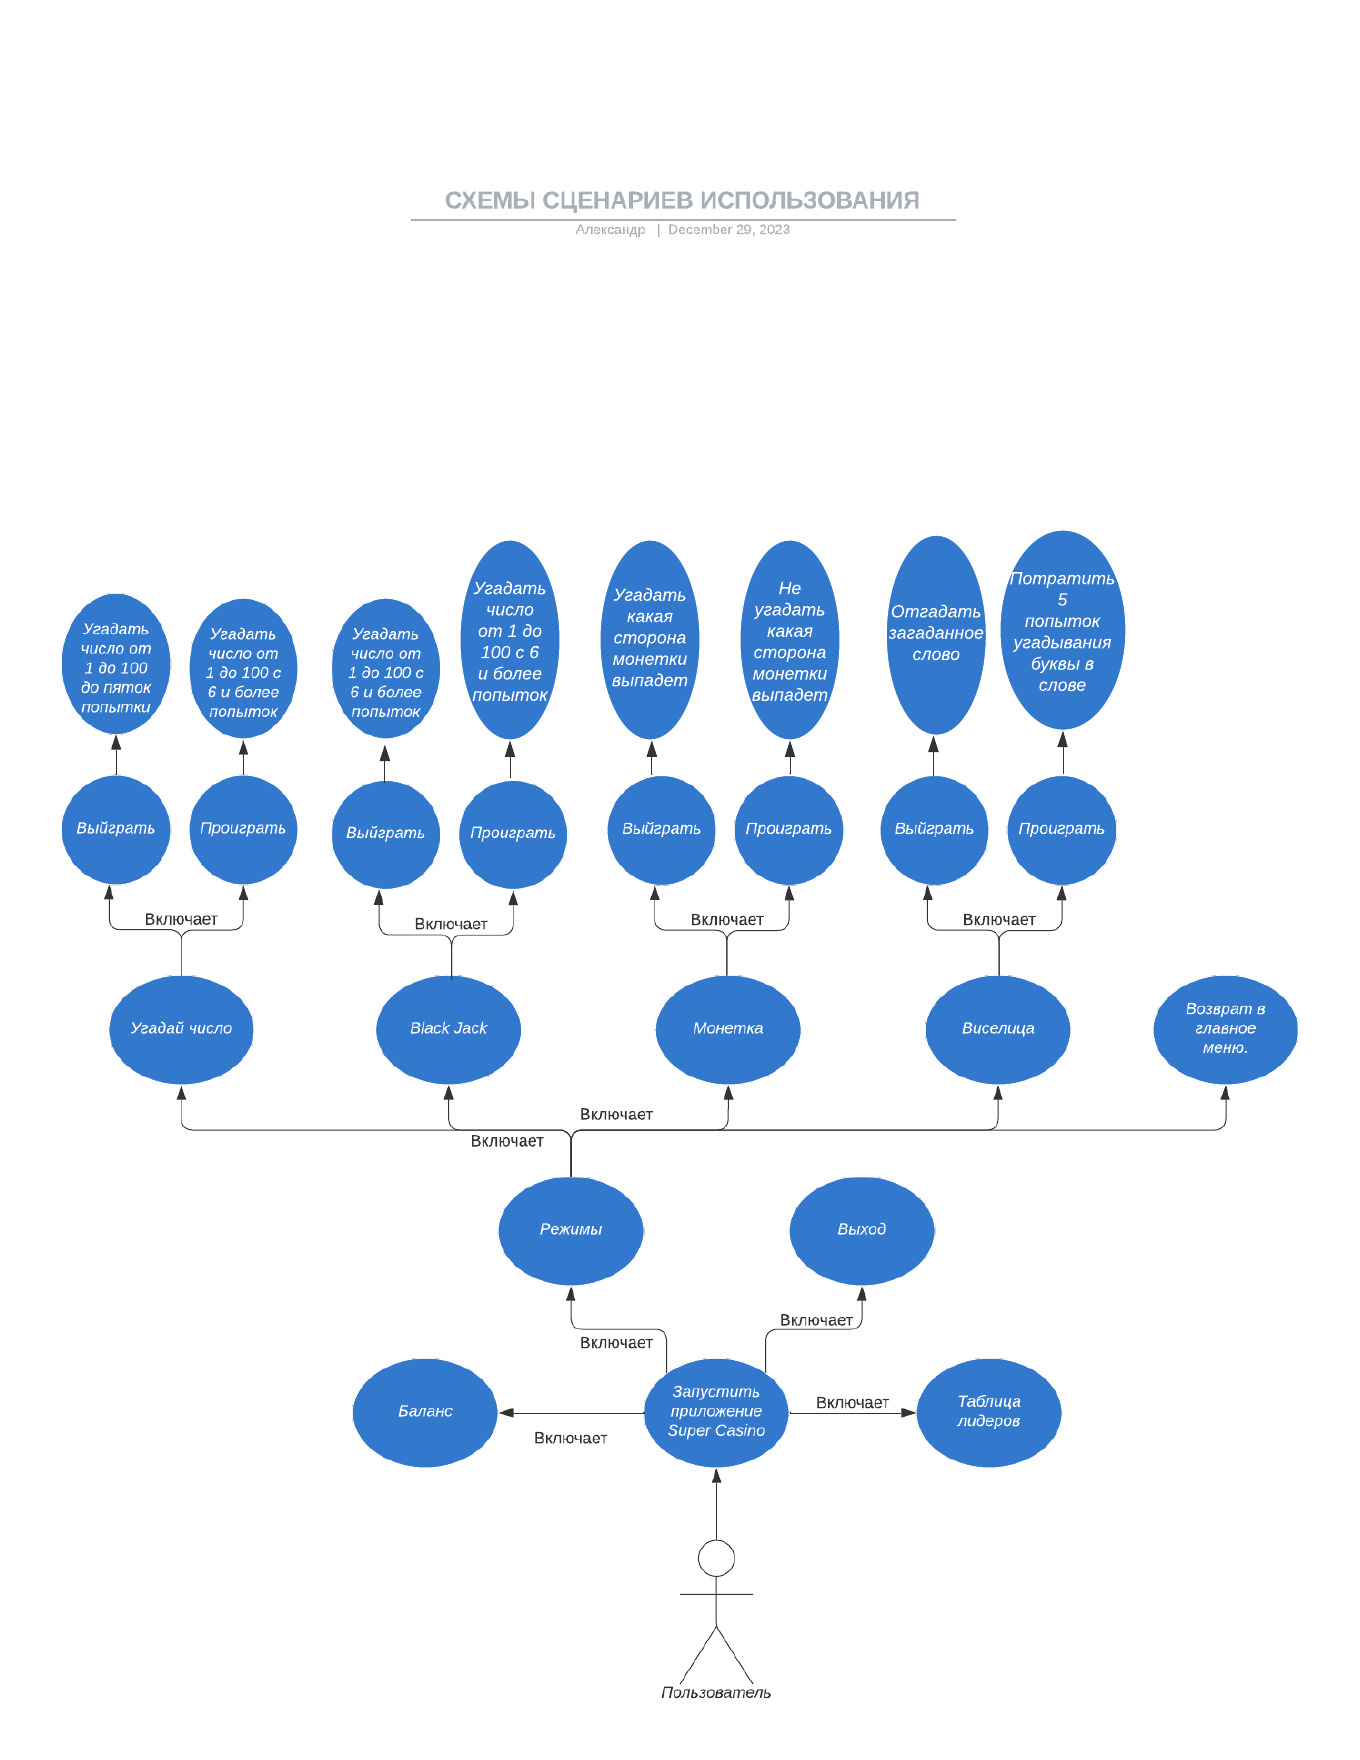 СХЕМЫ СЦЕНАРИЕВ ИСПОЛЬЗОВАНИЯ
Александр | December 29, 2023
Угадать
число от
1 до 100
до пяток
попытки
Угадать
число от
1 до 100 с
6 и более
попыток
Угадать
число от
1 до 100 с
6 и более
попыток
Угадать
число
от 1 до
100 с 6
и более
попыток
Угадать
какая
сторона
монетки
выпадет
Не
угадать
какая
сторона
монетки
выпадет
Отгадать
загаданное
слово
Потратить
5
попыток
угадывания
буквы в
слове
Выйграть
Проиграть
Выйграть
Проиграть
Выйграть
Проиграть
Выйграть
Проиграть
Включает
Включает
Включает
Включает
Угадай число
Black Jack
Монетка
Виселица
Возврат в
главное
меню.
Включает
Включает
Режимы
Выход
Включает
Включает
Баланс
Запустить
приложение
Super Casino
Включает
Таблица
лидеров
Включает
Пользователь